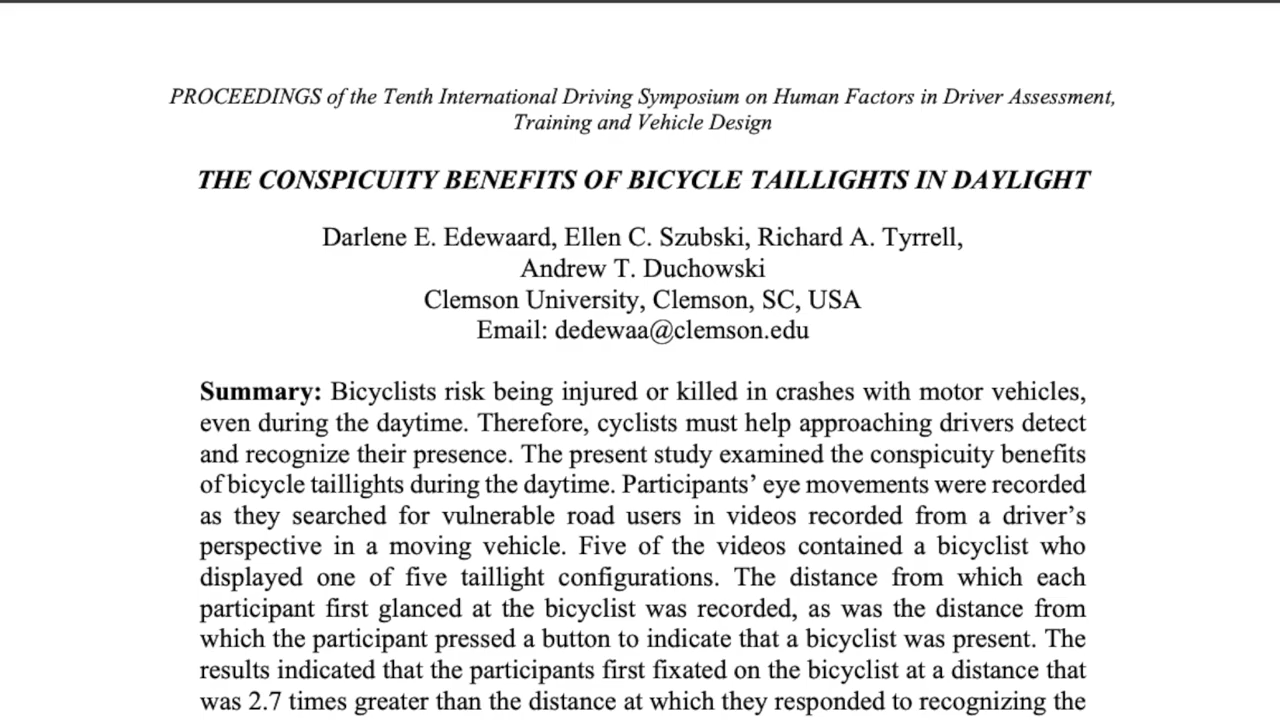 PROCEEDINGS of the Tenth International Driving Symposium on Human Factors in Driver Assessment,
Training and Vehicle Design
THE CONSPICUITY BENEFITS OF BICYCLE TAILLIGHTS IN DAYLIGHT
Darlene E. Edewaard, Ellen C. Szubski, Richard A. Tyrrell,
Andrew T. Duchowski
Clemson University, Clemson, SC, USA
Email: dedewaa@clemson.edu
Summary: Bicyclists risk being injured or killed in crashes with motor vehicles,
even during the daytime. Therefore, cyclists must help approaching drivers detect
and recognize their presence. The present study examined the conspicuity benefits
of bicycle taillights during the daytime. Participants’ eye movements were recorded
as they searched for vulnerable road users in videos recorded from a driver’s
perspective in a moving vehicle. Five of the videos contained a bicyclist who
displayed one of five taillight configurations. The distance from which each
participant first glanced at the bicyclist was recorded, as was the distance from
which the participant pressed a button to indicate that a bicyclist was present. The
results indicated that the participants first fixated on the bicyclist at a distance that
was 2.7 times greater than the distance at which they responded to recognizing the